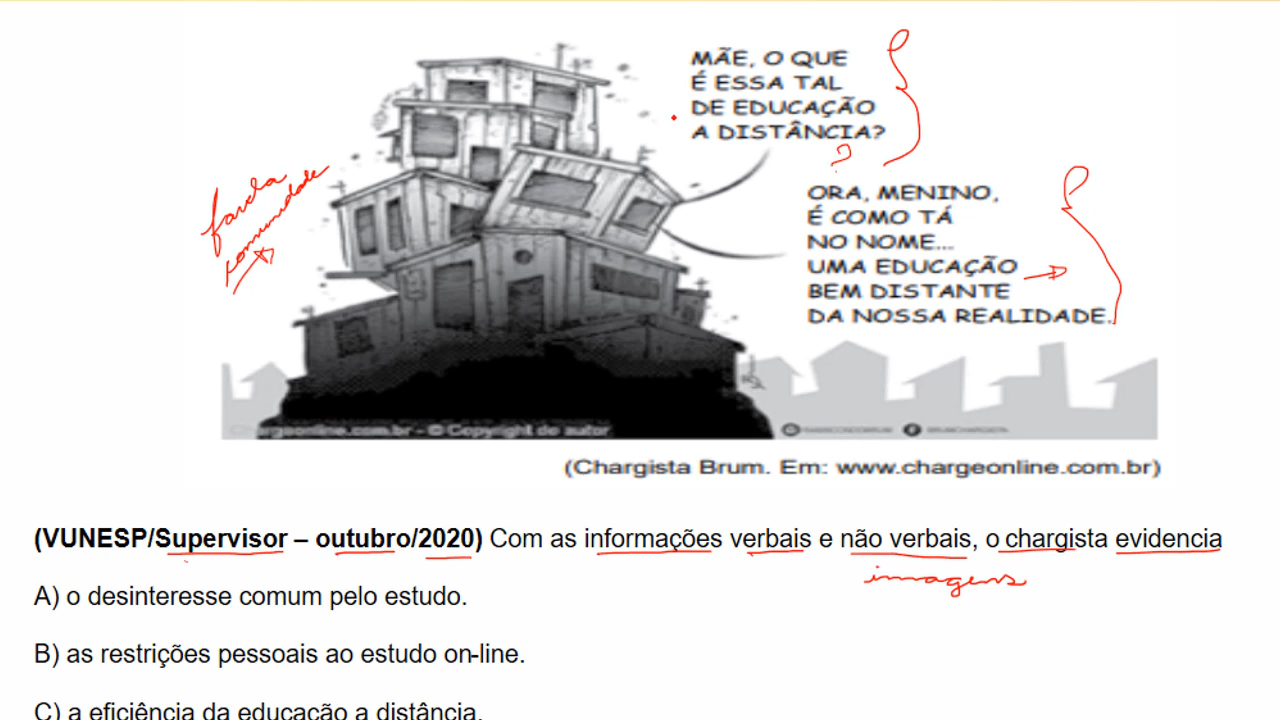 MÃE, O QUE
É ESSA TAL
DE EDUCAÇÃO
A DISTÂNCIA?
?
ORA, MENINO,
É COMO TÁ
NO NOME...
UMA EDUCAÇÃO
BEM DISTANTE
DA NOSSA REALIDADE.
favela
comunidade
Chargeonline.com.br - © Copyright do autor
(Chargista Brum. Em: www.chargeonline.com.br)
(VUNESP/Supervisor – outubro/2020) Com as informações verbais e não verbais, o chargista evidencia
imagens
A) o desinteresse comum pelo estudo.
B) as restrições pessoais ao estudo on-line.
C) a eficiência da educação a distância.